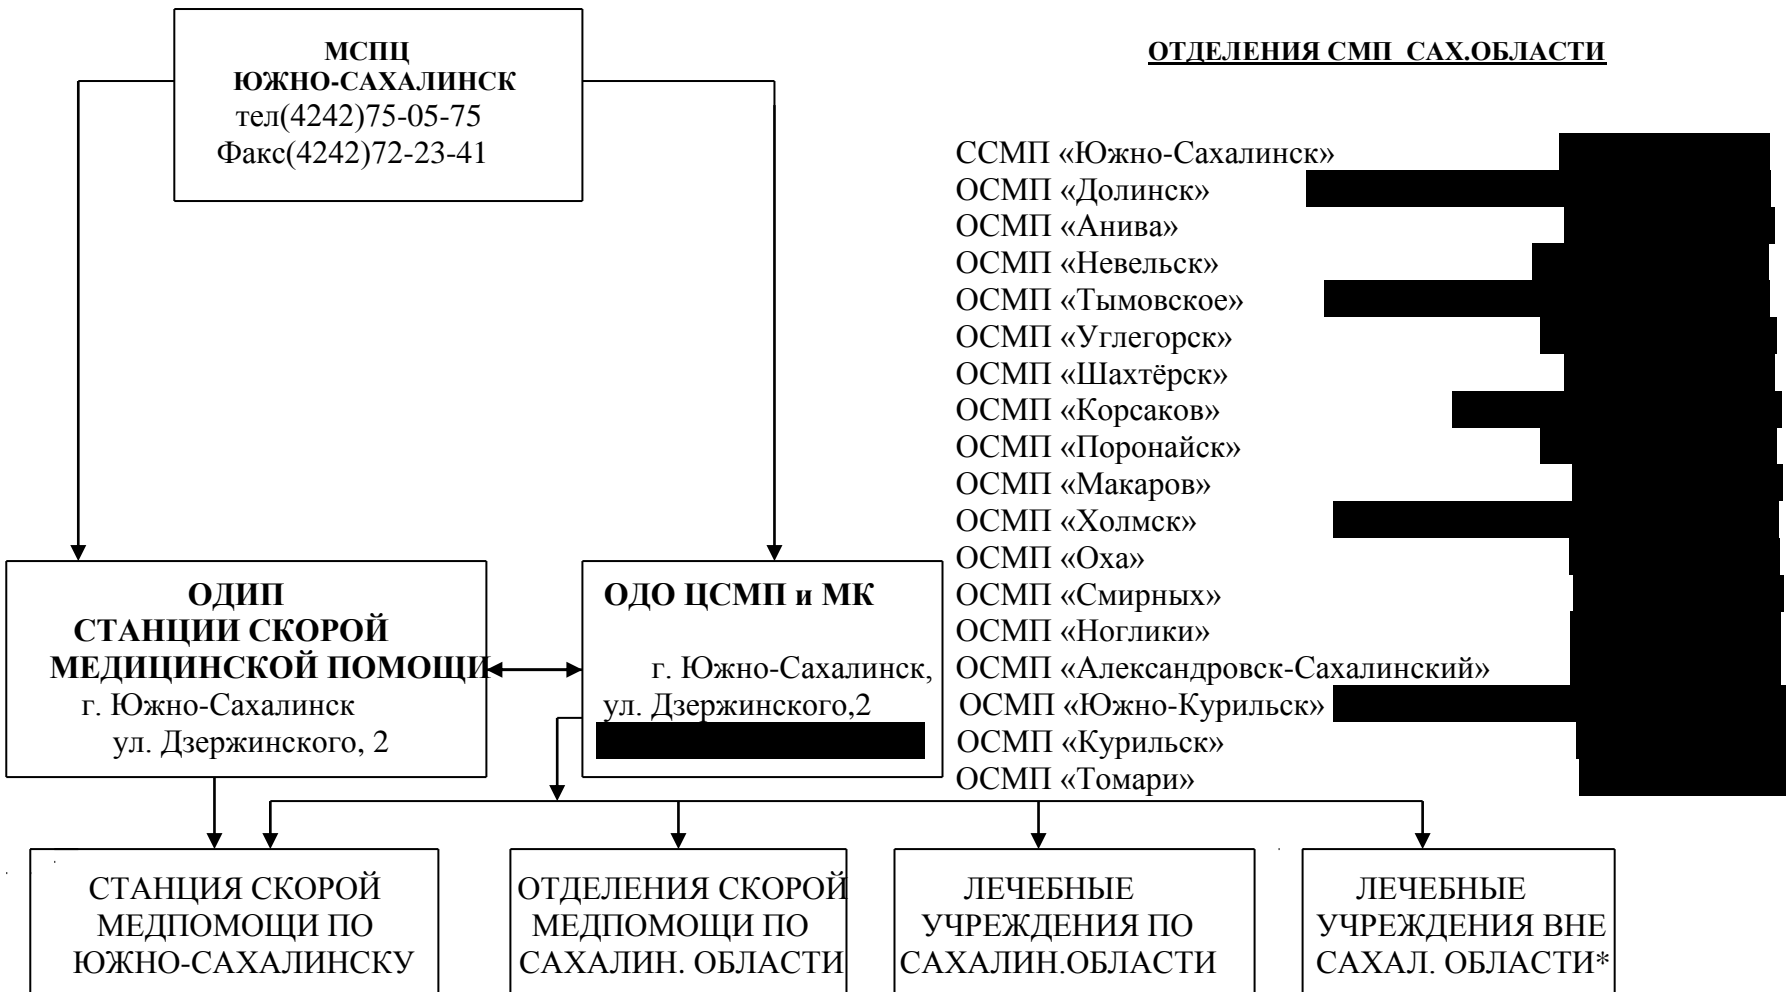 МСПЦ
ЮЖНО-САХАЛИНСК
тел(4242)75-05-75
Факс(4242)72-23-41
ОТДЕЛЕНИЯ СМП САХ.ОБЛАСТИ
ССМП «Южно-Сахалинск»
ОСМП «Долинск»
ОСМП «Анива»
ОСМП «Невельск»
ОСМП «Тымовское»
ОСМП «Углегорск»
ОСМП «Шахтёрск»
ОСМП «Корсаков»
ОСМП «Поронайск»
ОСМП «Макаров»
ОСМП «Холмск»
ОСМП «Оха»
ОСМП «Смирных»
ОСМП «Ноглики»
ОСМП «Александровск-Сахалинский»
ОСМП «Южно-Курильск»
ОСМП «Курильск»
ОСМП «Томари»
ОДИП
СТАНЦИИ СКОРОЙ
МЕДИЦИНСКОЙ ПОМОЩИ
г. Южно-Сахалинск
ул. Дзержинского, 2
ОДО ЦСМП и МК
г. Южно-Сахалинск,
ул. Дзержинского,2
СТАНЦИЯ СКОРОЙ
МЕДПОМОЩИ ПО
ЮЖНО-САХАЛИНСКУ
ОТДЕЛЕНИЯ СКОРОЙ
МЕДПОМОЩИ ПО
САХАЛИН. ОБЛАСТИ
ЛЕЧЕБНЫЕ
УЧРЕЖДЕНИЯ ПО
САХАЛИН.ОБЛАСТИ
ЛЕЧЕБНЫЕ
УЧРЕЖДЕНИЯ ВНЕ
САХАЛ. ОБЛАСТИ*